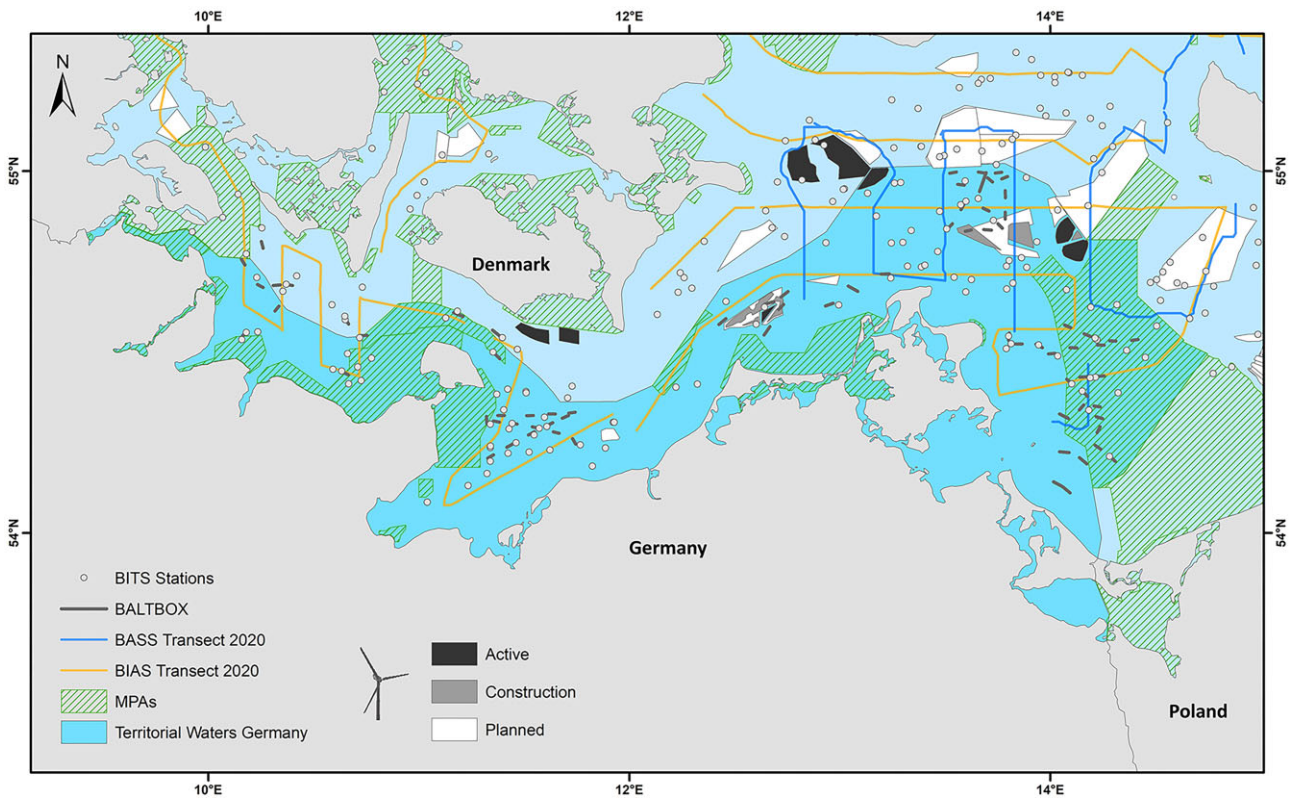 10°E 12°E 14°E
N
55°N
55°N
Denmark
54°N
54°N
Germany
BITS Stations
BALTBOX
BASS Transect 2020
BIAS Transect 2020
MPAs
Territorial Waters Germany
Active
Construction
Planned
Poland
10°E 12°E 14°E